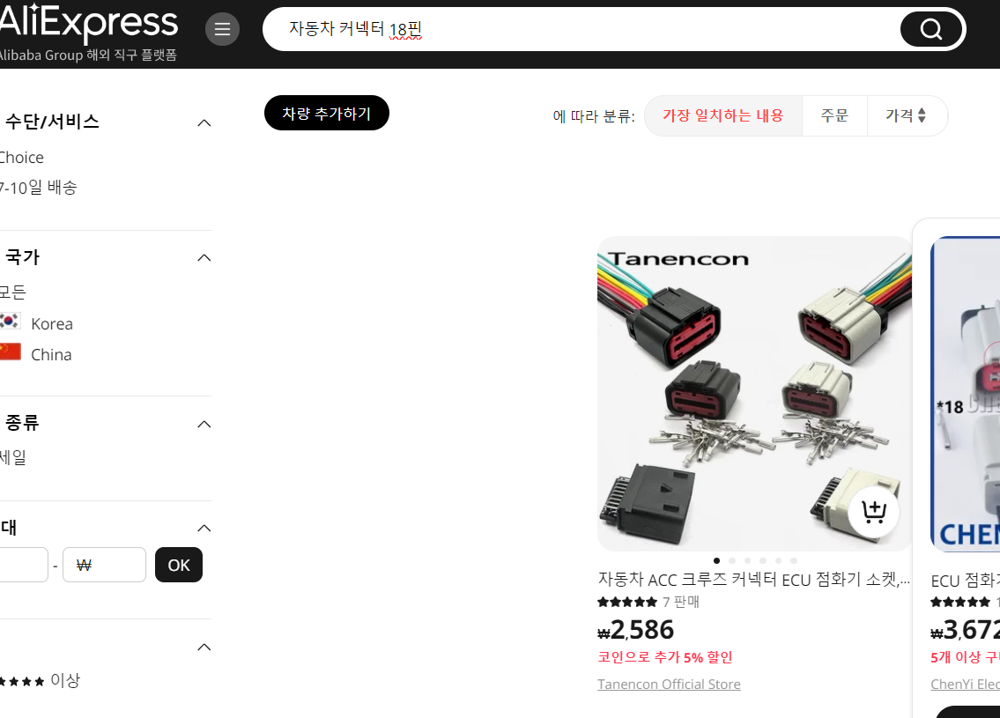 AliExpress
Alibaba Group 해외 직구 플랫폼
자동차 커넥터 18핀
수단/서비스
Choice
7-10일 배송
국가
모든
Korea
China
종류
세일
대
- ₩ OK
이상
차량 추가하기
에 따라 분류: 가장 일치하는 내용 주문 가격
Tanencon
자동차 ACC 크루즈 커넥터 ECU 점화기 소켓,...
7 판매
₩2,586
코인으로 추가 5% 할인
Tanencon Official Store
*18
CHEN
ECU 점화기
₩3,672
5개 이상 구
ChenYi Elec